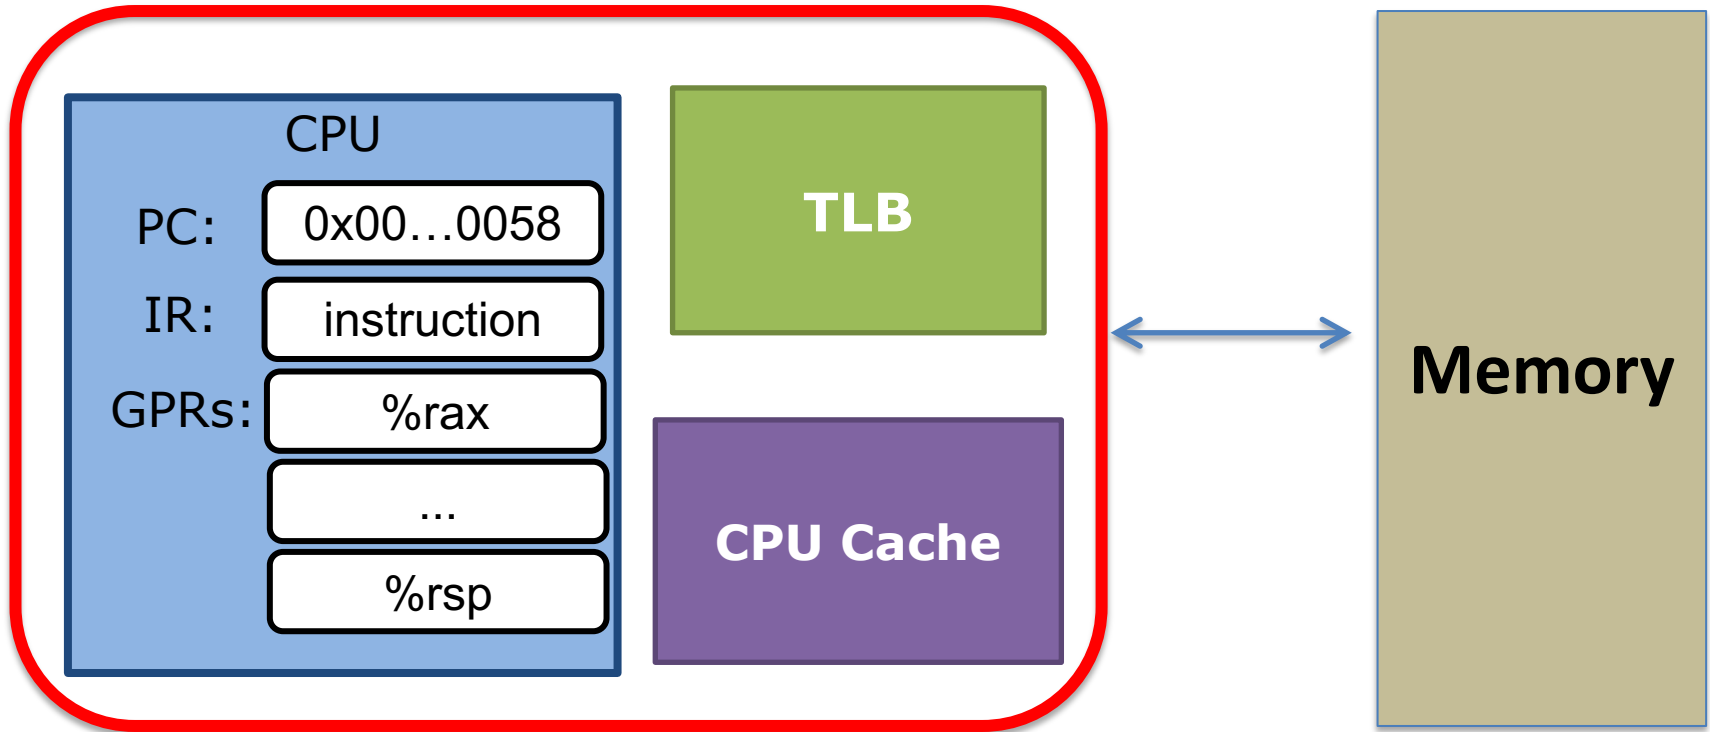 CPU
PC: 0x00…0058
IR: instruction
GPRs: %rax
...
%rsp
TLB
CPU Cache
Memory